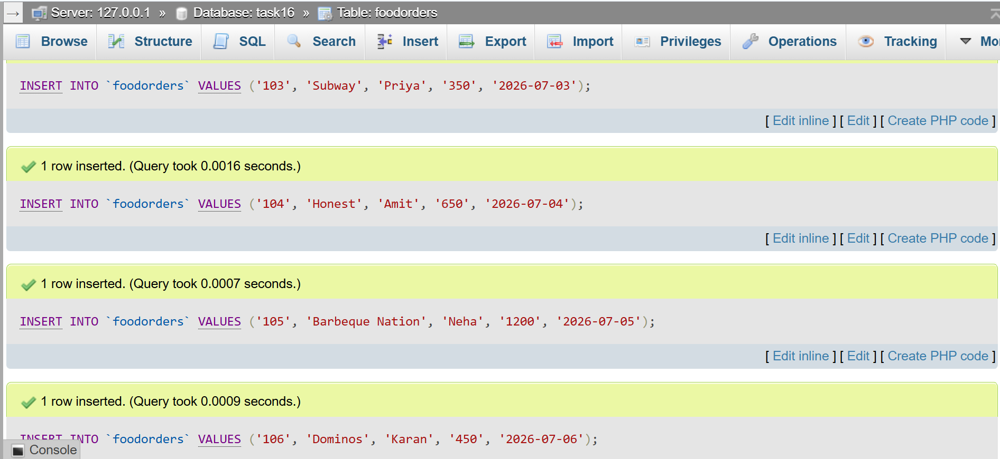 → Server: 127.0.0.1 » Database: task16 » Table: foodorders
Browse Structure SQL Search Insert Export Import Privileges Operations Tracking
INSERT INTO `foodorders` VALUES ('103', 'Subway', 'Priya', '350', '2026-07-03');
[ Edit inline ] [ Edit ] [ Create PHP code ]
1 row inserted. (Query took 0.0016 seconds.)
INSERT INTO `foodorders` VALUES ('104', 'Honest', 'Amit', '650', '2026-07-04');
[ Edit inline ] [ Edit ] [ Create PHP code ]
1 row inserted. (Query took 0.0007 seconds.)
INSERT INTO `foodorders` VALUES ('105', 'Barbeque Nation', 'Neha', '1200', '2026-07-05');
[ Edit inline ] [ Edit ] [ Create PHP code ]
1 row inserted. (Query took 0.0009 seconds.)
INSERT INTO `foodorders` VALUES ('106', 'Dominos', 'Karan', '450', '2026-07-06');
Console